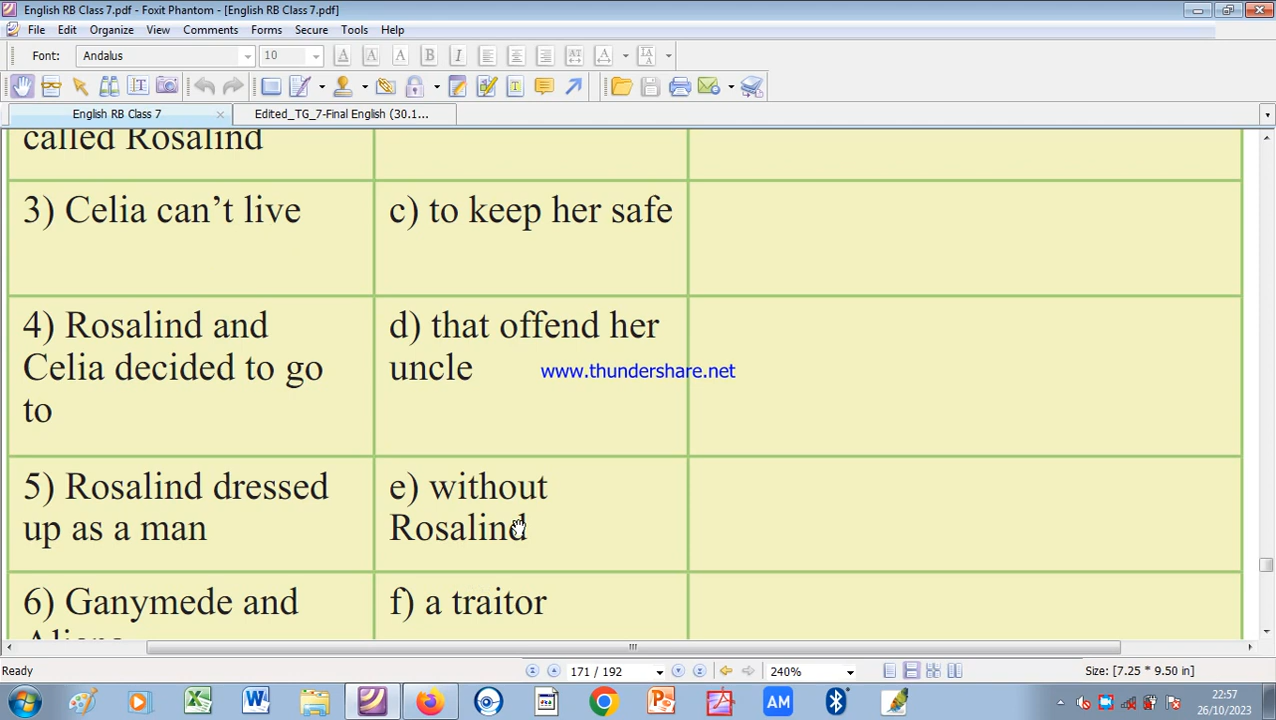 English RB Class 7.pdf - Foxit Phantom - [English RB Class 7.pdf]
File Edit Organize View Comments Forms Secure Tools Help
Font: Andalus 10
English RB Class 7 Edited_TG_7-Final English (30.1...
called Rosalind
3) Celia can’t live
c) to keep her safe
4) Rosalind and
Celia decided to go
to
d) that offend her
uncle
www.thundershare.net
5) Rosalind dressed
up as a man
e) without
Rosalind
6) Ganymede and
Aliena
f) a traitor
Ready 171 / 192 240% Size: [7.25 * 9.50 in]
22:57
26/10/2023